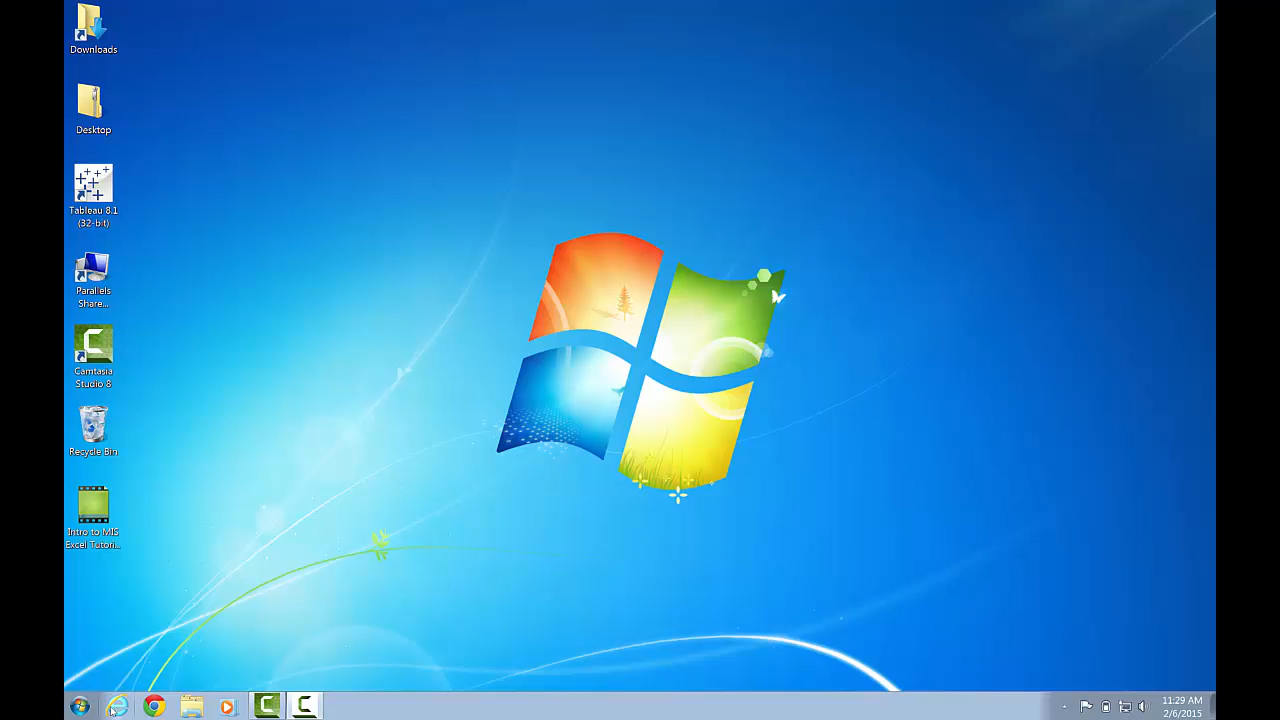 Downloads
Desktop
Tableau 8.1
(32-bit)
Parallels
Share...
Camtasia
Studio 8
Recycle Bin
Intro to MIS
Excel Tutori...
11:29 AM
2/6/2015